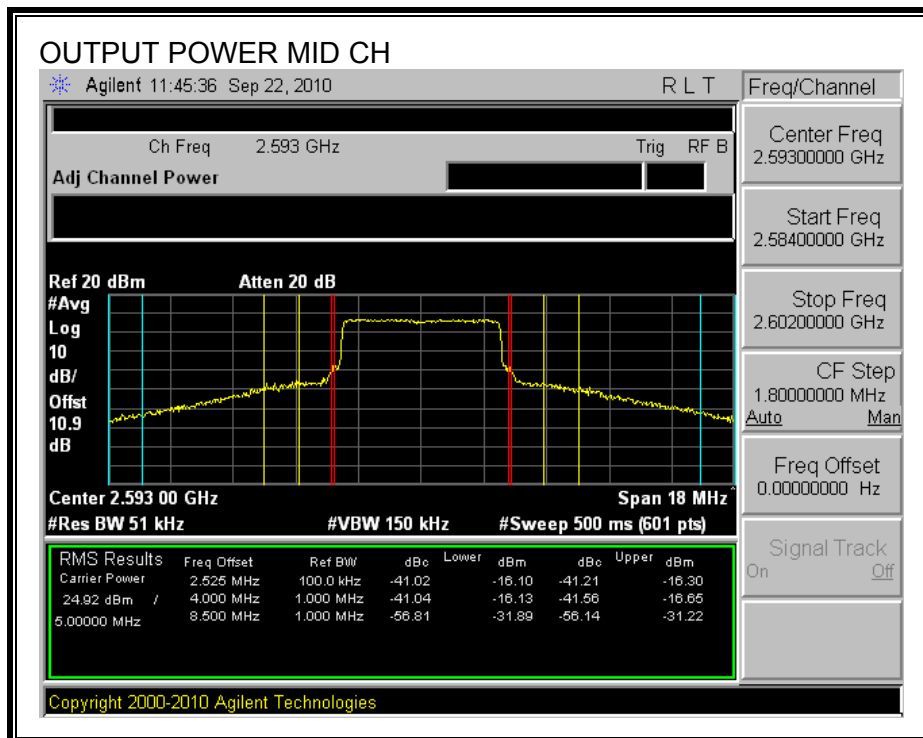 OUTPUT POWER MID CH
Agilent 11:45:36 Sep 22, 2010 R L T
Ch Freq 2.593 GHz Trig RF B
Adj Channel Power
Ref 20 dBm Atten 20 dB
#Avg
Log
10
dB/
Offst
10.9
dB
Center 2.593 00 GHz Span 18 MHz^
#Res BW 51 kHz #VBW 150 kHz #Sweep 500 ms (601 pts)
RMS Results Freq Offset Ref BW dBc Lower dBm dBc Upper dBm
Carrier Power 2.525 MHz 100.0 kHz -41.02 -16.10 -41.21 -16.30
24.92 dBm / 4.000 MHz 1.000 MHz -41.04 -16.13 -41.56 -16.65
5.00000 MHz 8.500 MHz 1.000 MHz -56.81 -31.89 -56.14 -31.22
Copyright 2000-2010 Agilent Technologies
Freq/Channel
Center Freq
2.59300000 GHz
Start Freq
2.58400000 GHz
Stop Freq
2.60200000 GHz
CF Step
1.80000000 MHz
Auto Man
Freq Offset
0.00000000 Hz
Signal Track
On Off